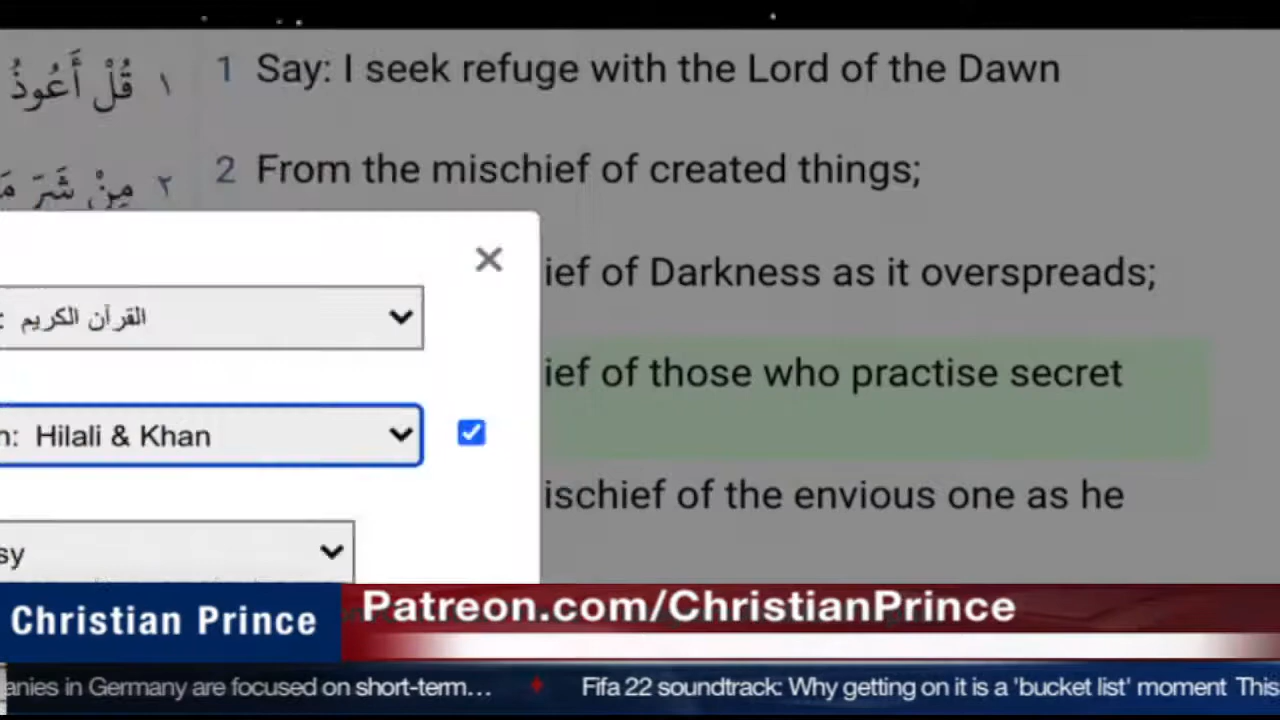 ١ قُلْ أَعُوذُ
1 Say: I seek refuge with the Lord of the Dawn
٢ مِنْ شَرِّ مَ
2 From the mischief of created things;
ief of Darkness as it overspreads;
: القرآن الكريم
ief of those who practise secret
n: Hilali & Khan
ischief of the envious one as he
sy
Christian Prince
Patreon.com/ChristianPrince
anies in Germany are focused on short-term... Fifa 22 soundtrack: Why getting on it is a 'bucket list' moment This